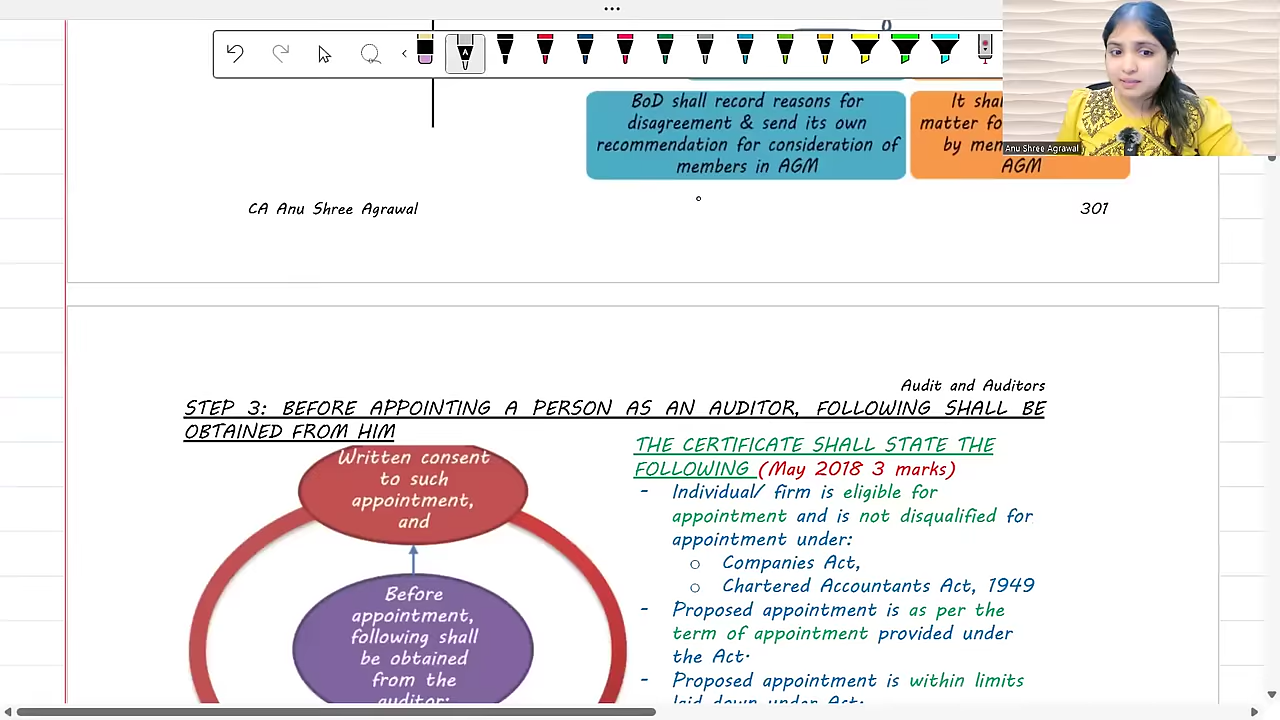 BoD shall record reasons for
disagreement & send its own
recommendation for consideration of
members in AGM
It
matter
by
AGM
Anu Shree Agrawal
CA Anu Shree Agrawal
301
Audit and Auditors
STEP 3: BEFORE APPOINTING A PERSON AS AN AUDITOR, FOLLOWING SHALL BE
OBTAINED FROM HIM
Written consent
to such
appointment,
and
Before
appointment,
following shall
be obtained
from the
auditor:
THE CERTIFICATE SHALL STATE THE
FOLLOWING (May 2018 3 marks)
- Individual/ firm is eligible for
appointment and is not disqualified for
appointment under:
o Companies Act,
o Chartered Accountants Act, 1949
- Proposed appointment is as per the
term of appointment provided under
the Act.
- Proposed appointment is within limits
laid down under Act.